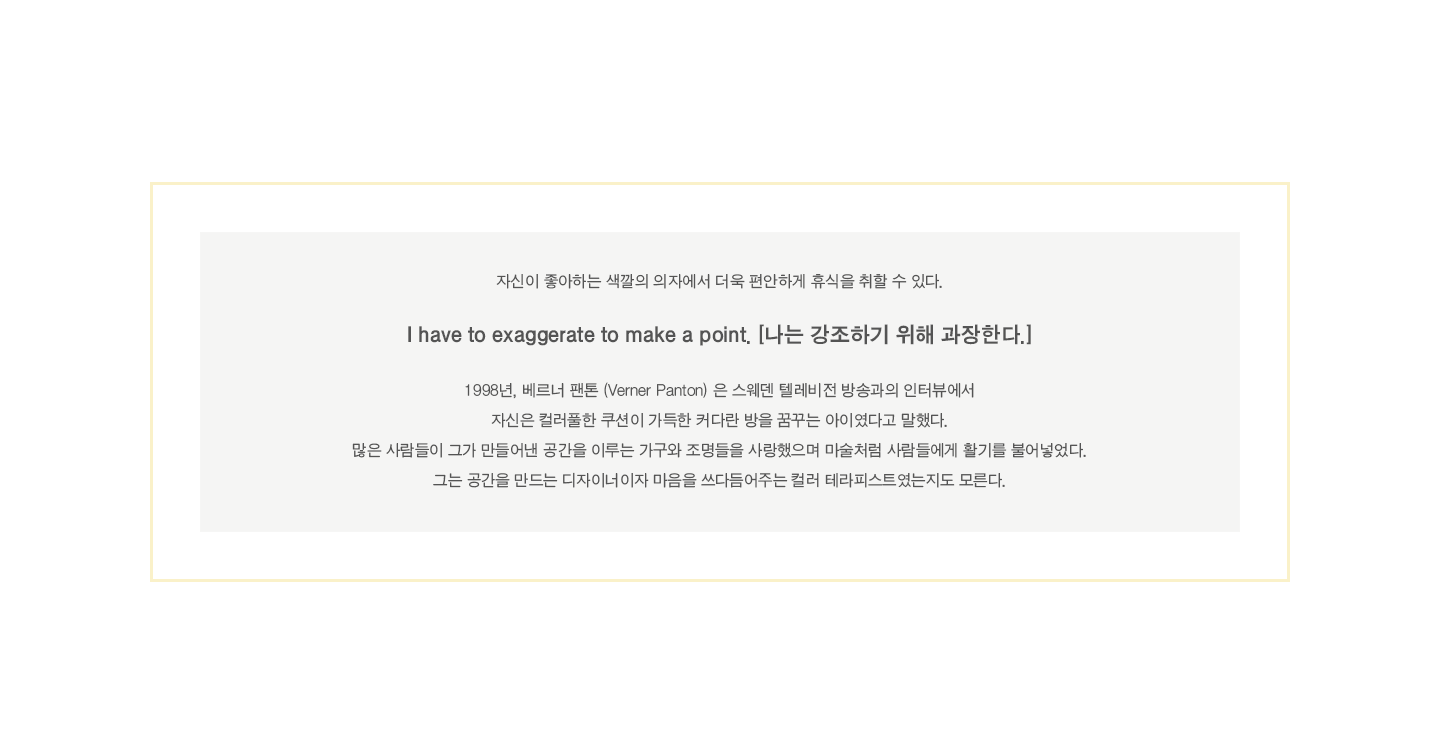 자신이 좋아하는 색깔의 의자에서 더욱 편안하게 휴식을 취할 수 있다.
I have to exaggerate to make a point. [나는 강조하기 위해 과장한다.]
1998년, 베르너 팬톤 (Verner Panton) 은 스웨덴 텔레비전 방송과의 인터뷰에서
자신은 컬러풀한 쿠션이 가득한 커다란 방을 꿈꾸는 아이였다고 말했다.
많은 사람들이 그가 만들어낸 공간을 이루는 가구와 조명들을 사랑했으며 마술처럼 사람들에게 활기를 불어넣었다.
그는 공간을 만드는 디자이너이자 마음을 쓰다듬어주는 컬러 테라피스트였는지도 모른다.